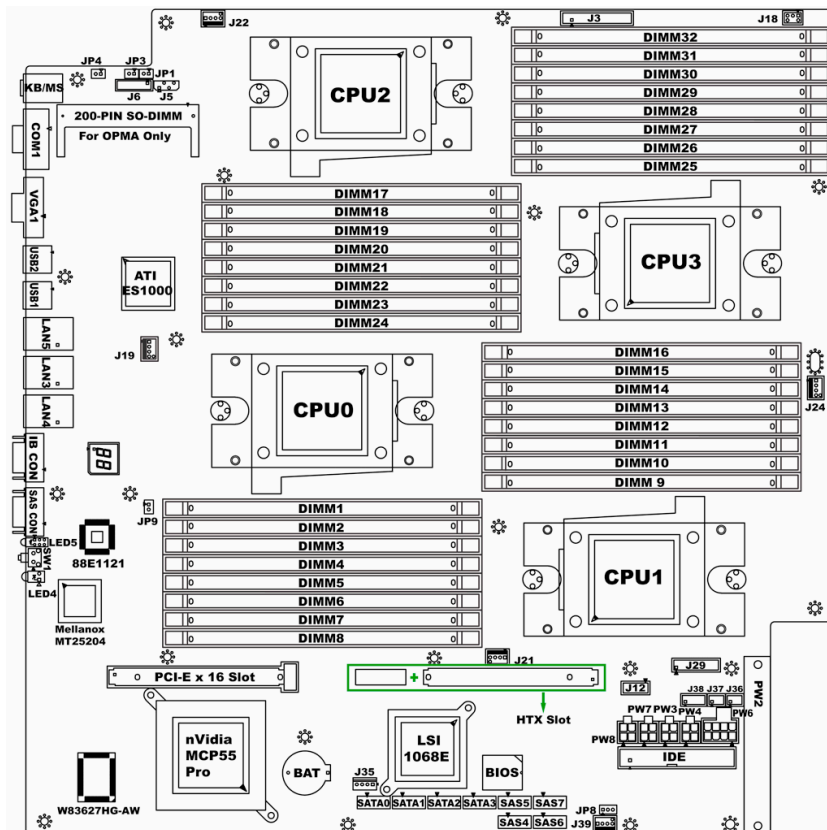 J22
J3
J18
JP4
JP3
JP1
J6
J5
KB/MS
200-PIN SO-DIMM
For OPMA Only
COM1
CPU2
DIMM32
DIMM31
DIMM30
DIMM29
DIMM28
DIMM27
DIMM26
DIMM25
VGA1
USB2
USB1
ATI
ES1000
DIMM17
DIMM18
DIMM19
DIMM20
DIMM21
DIMM22
DIMM23
DIMM24
CPU3
LAN5
LAN3
LAN4
J19
CPU0
DIMM16
DIMM15
DIMM14
DIMM13
DIMM12
DIMM11
DIMM10
DIMM 9
J24
IB CON
88
SAS CON
LED5
SW1
LED4
JP9
88E1121
Mellanox
MT25204
DIMM1
DIMM2
DIMM3
DIMM4
DIMM5
DIMM6
DIMM7
DIMM8
CPU1
PCI-E x 16 Slot
J21
+
HTX Slot
J29
J12
J38
J37
J36
PW2
PW7
PW3
PW4
PW6
PW8
IDE
nVidia
MCP55
Pro
W83627HG-AW
BAT
J35
LSI
1068E
BIOS
SATA0
SATA1
SATA2
SATA3
SAS5
SAS7
SAS4
SAS6
JP8
J39